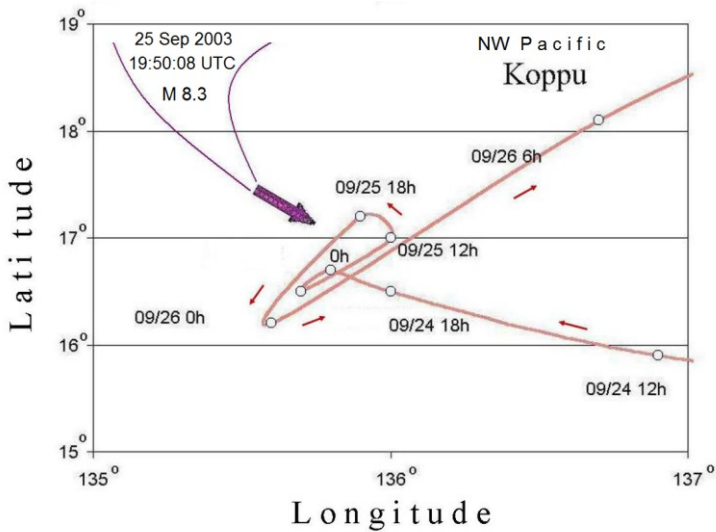 19°
25 Sep 2003
19:50:08 UTC
M 8.3
NW Pacific
Koppu
18°
09/26 6h
09/25 18h
17°
0h
09/25 12h
09/26 0h
09/24 18h
16°
09/24 12h
15°
135°
136°
137°
Latitude
Longitude